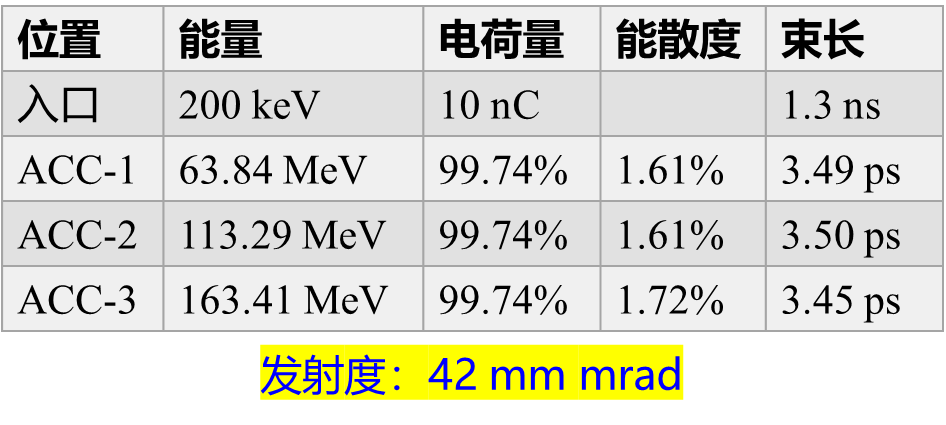 位置 能量 电荷量 能散度 束长
入口 200 keV 10 nC 1.3 ns
ACC-1 63.84 MeV 99.74% 1.61% 3.49 ps
ACC-2 113.29 MeV 99.74% 1.61% 3.50 ps
ACC-3 163.41 MeV 99.74% 1.72% 3.45 ps
发射度：42 mm mrad